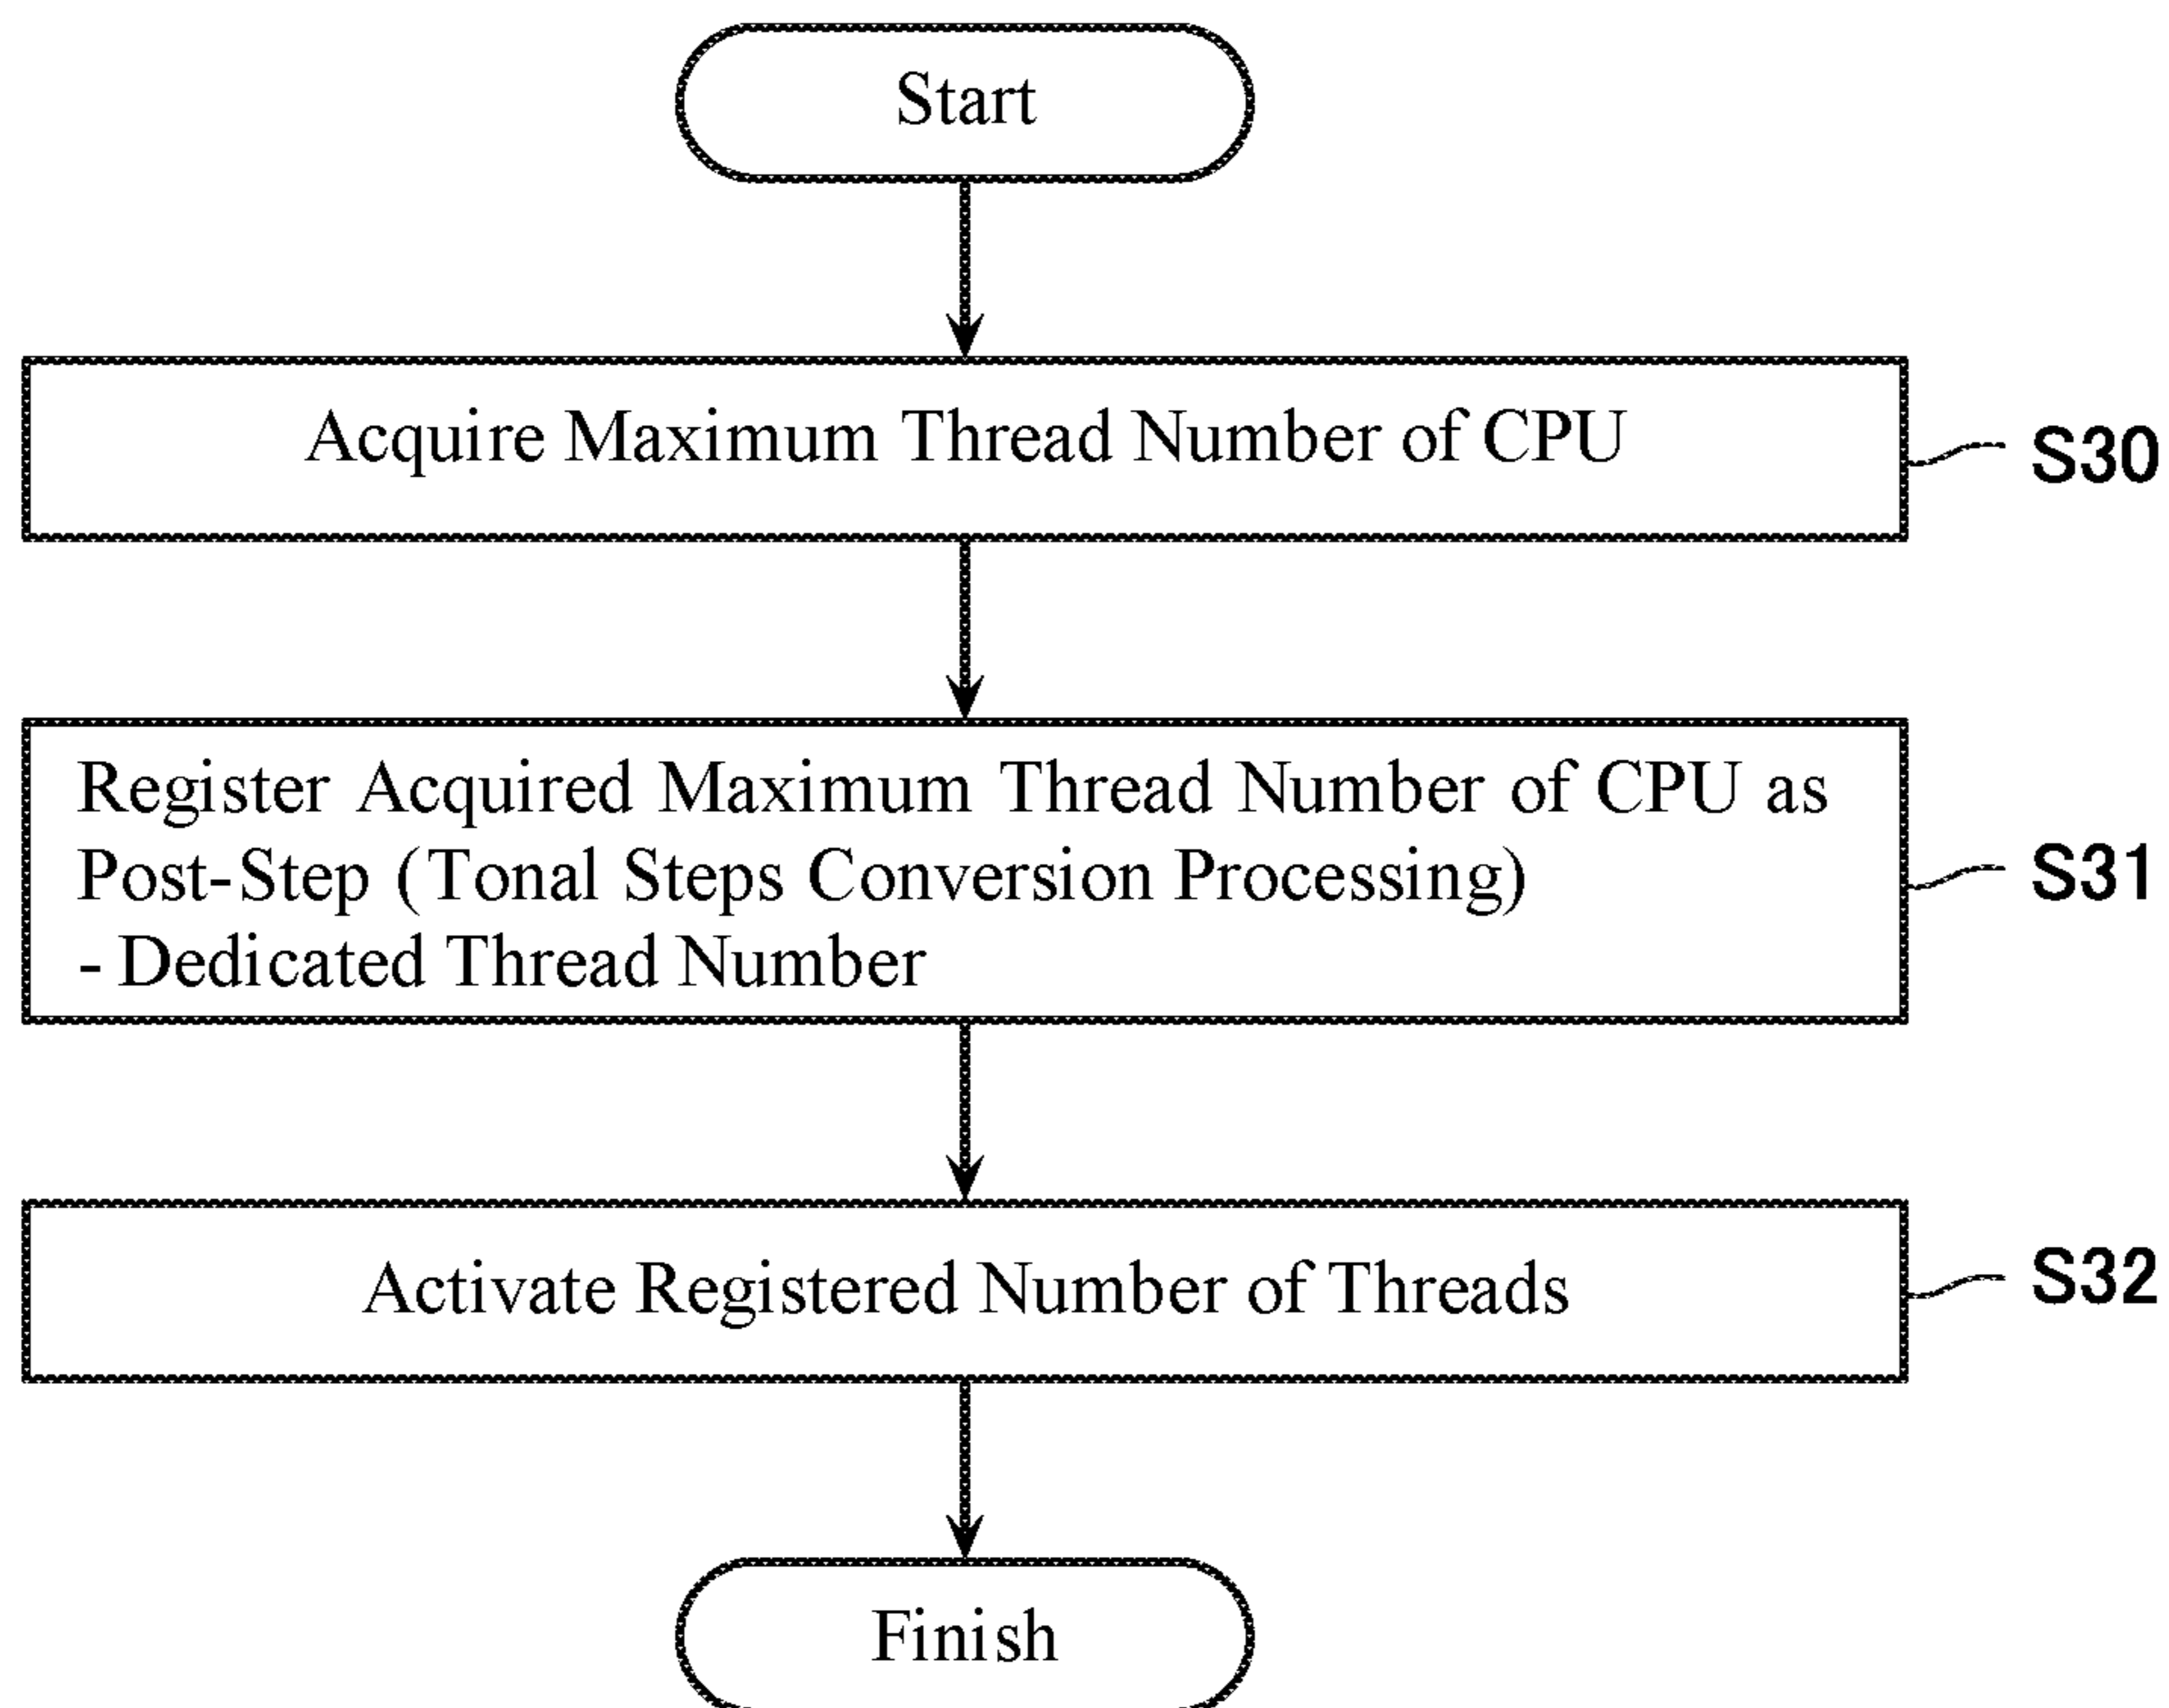 Start
Acquire Maximum Thread Number of CPU
S30
Register Acquired Maximum Thread Number of CPU as
Post-Step (Tonal Steps Conversion Processing)
- Dedicated Thread Number
S31
Activate Registered Number of Threads
S32
Finish